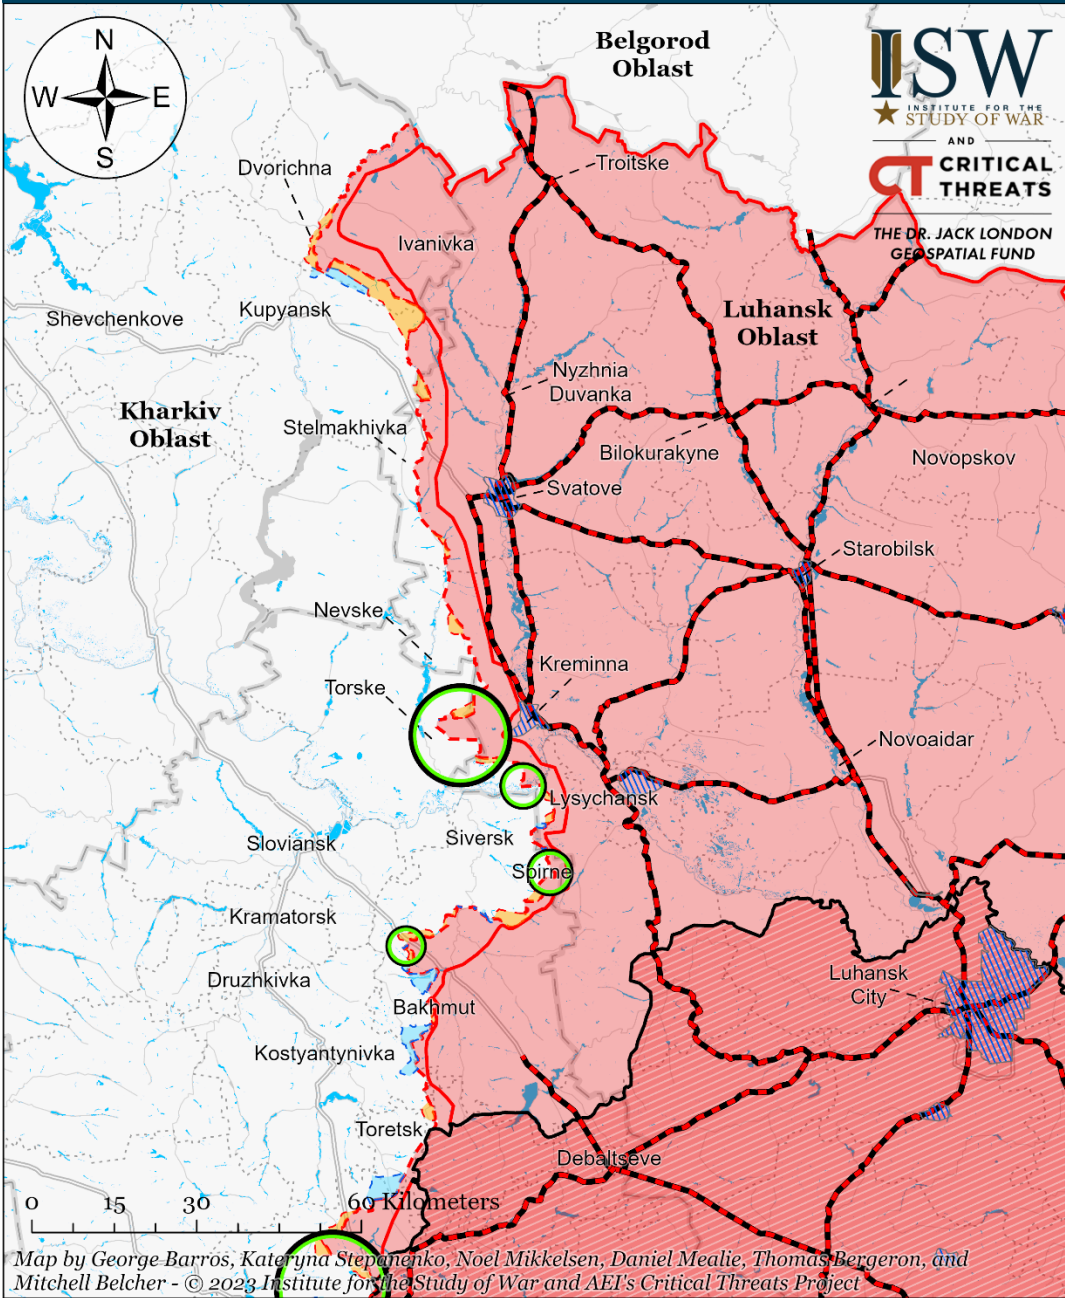 N
W E
S
Belgorod
Oblast
ISW
INSTITUTE FOR THE
STUDY OF WAR
AND
CT CRITICAL
THREATS
THE DR. JACK LONDON
GEOSPATIAL FUND
Dvorichna
Troitske
Ivanivka
Shevchenkove
Kupyansk
Luhansk
Oblast
Nyzhnia
Duvanka
Kharkiv
Oblast
Stelmakhivka
Bilokurakyne
Novopskov
Svatove
Starobilsk
Nevske
Kreminna
Torske
Novoaidar
Lysychansk
Siversk
Sloviansk
Spirne
Kramatorsk
Druzhkivka
Luhansk
City
Bakhmut
Kostyantynivka
Toretsk
Debaltseve
0 15 30 60 Kilometers
Map by George Barros, Kateryna Stepanenko, Noel Mikkelsen, Daniel Mealie, Thomas Bergeron, and
Mitchell Belcher - © 2023 Institute for the Study of War and AEI's Critical Threats Project